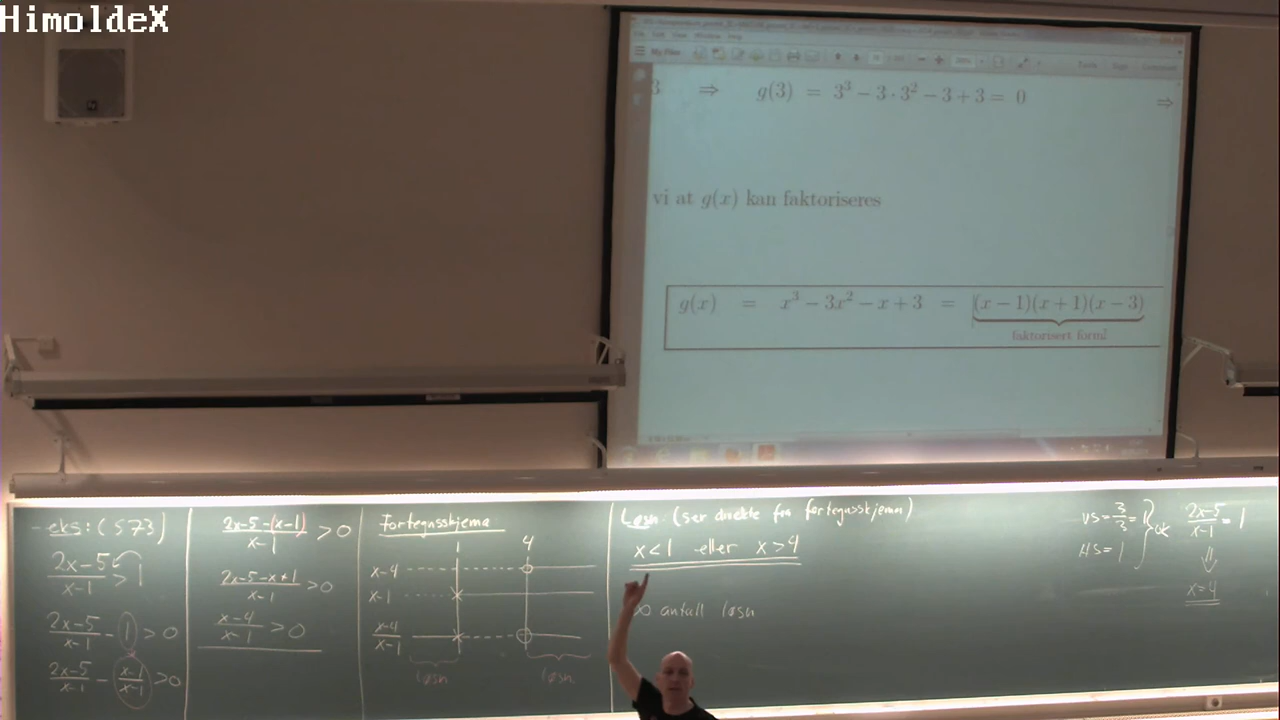 HimoldeX
My Files
3 ⇒ g(3) = 3³ − 3 · 3² − 3 + 3 = 0 ⇒
vi at g(x) kan faktoriseres
g(x) = x³ − 3x² − x + 3 = (x − 1)(x + 1)(x − 3)
faktorisert form
eks: (573)
(2x-5)/(x-1) > 1
(2x-5)/(x-1) - 1 > 0
(2x-5)/(x-1) - (x-1)/(x-1) > 0
(2x-5-(x-1))/(x-1) > 0
(2x-5-x+1)/(x-1) > 0
(x-4)/(x-1) > 0
Fortegnsskjema
1 4
x-4
x-1
(x-4)/(x-1)
løsn løsn
Løsn: (ser direkte fra fortegnsskjema)
x<1 eller x>4
∞ antall løsn
VS = 3/3 = 1
HS = 1
OK
(2x-5)/(x-1) = 1
⇓
x=4